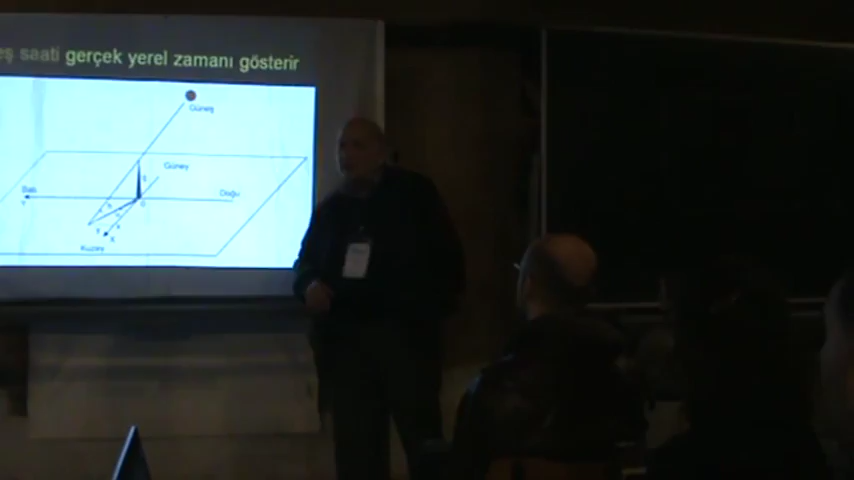 eş saati gerçek yerel zamanı gösterir
Güneş
Güney
Batı
Doğu
Kuzey